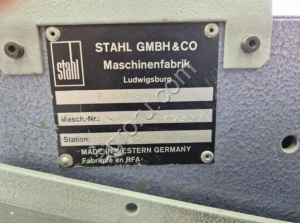 STAHL GMBH & CO
Maschinenfabrik
Ludwigsburg
stahl
Masch.-Nr.:
Station:
MADE IN WESTERN GERMANY
Fabriqué en RFA